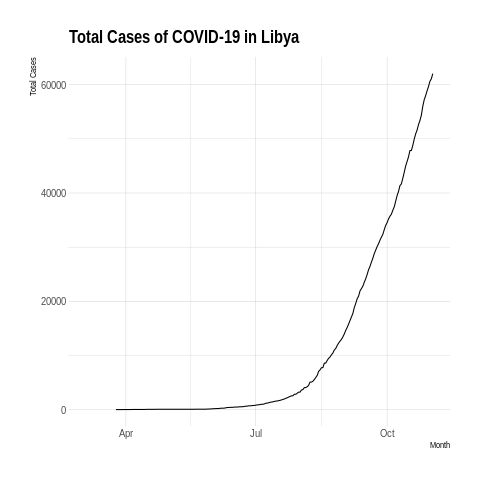 Total Cases of COVID-19 in Libya
Total Cases
60000
40000
20000
0
Apr Jul Oct
Month